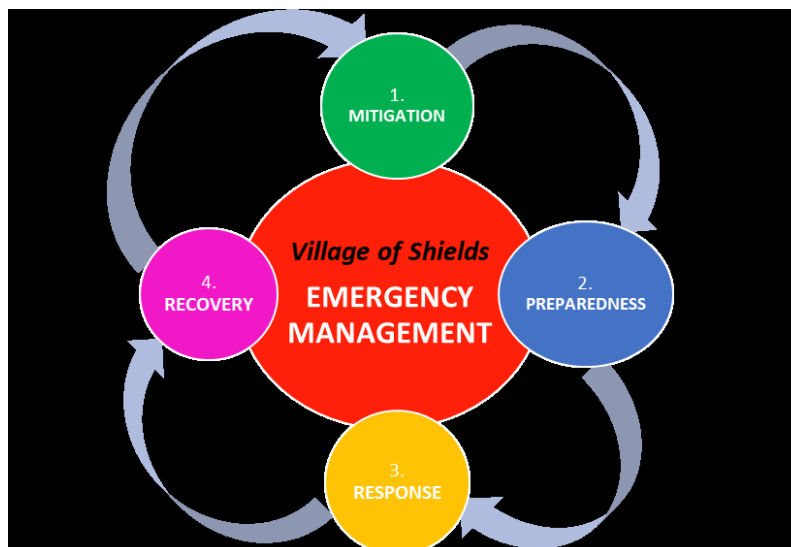 1.
MITIGATION
Village of Shields
EMERGENCY
MANAGEMENT
2.
PREPAREDNESS
3.
RESPONSE
4.
RECOVERY